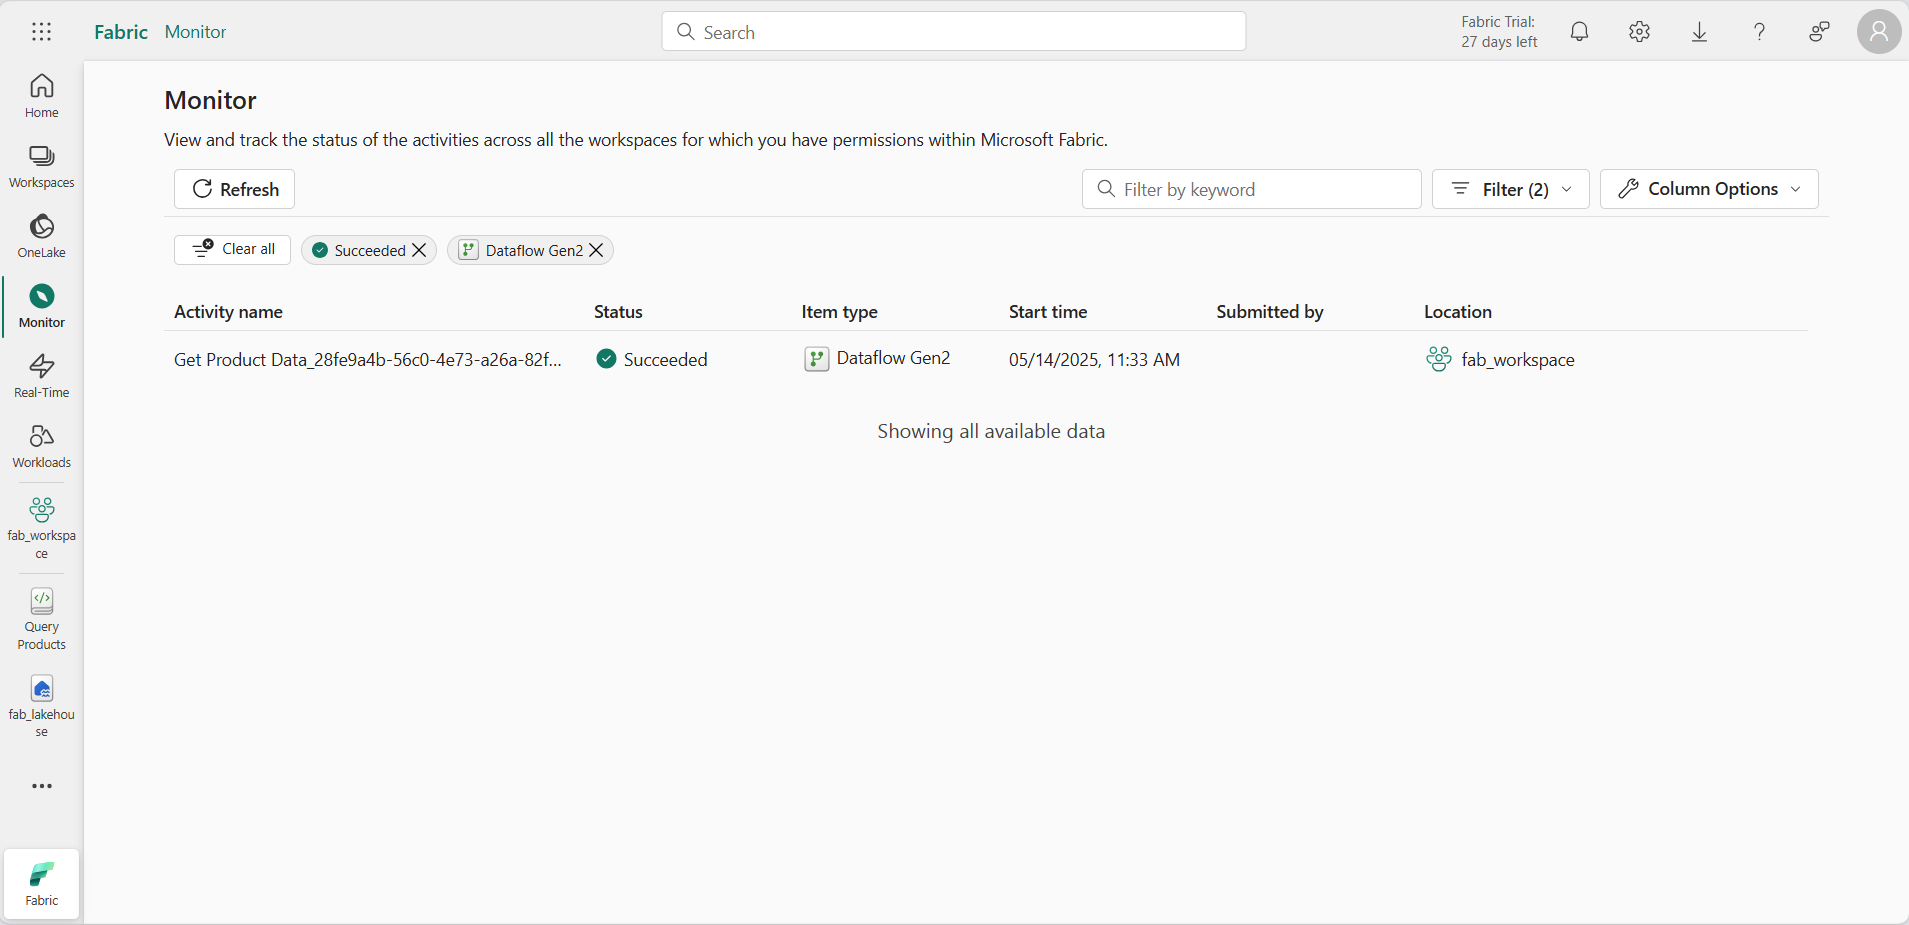 Fabric Monitor
Search
Fabric Trial:
27 days left
?
Home
Workspaces
OneLake
Monitor
Real-Time
Workloads
fab_workspa
ce
Query
Products
fab_lakehou
se
Fabric
Monitor
View and track the status of the activities across all the workspaces for which you have permissions within Microsoft Fabric.
Refresh
Filter by keyword
Filter (2)
Column Options
Clear all
Succeeded
Dataflow Gen2
Activity name Status Item type Start time Submitted by Location
Get Product Data_28fe9a4b-56c0-4e73-a26a-82f... Succeeded Dataflow Gen2 05/14/2025, 11:33 AM fab_workspace
Showing all available data